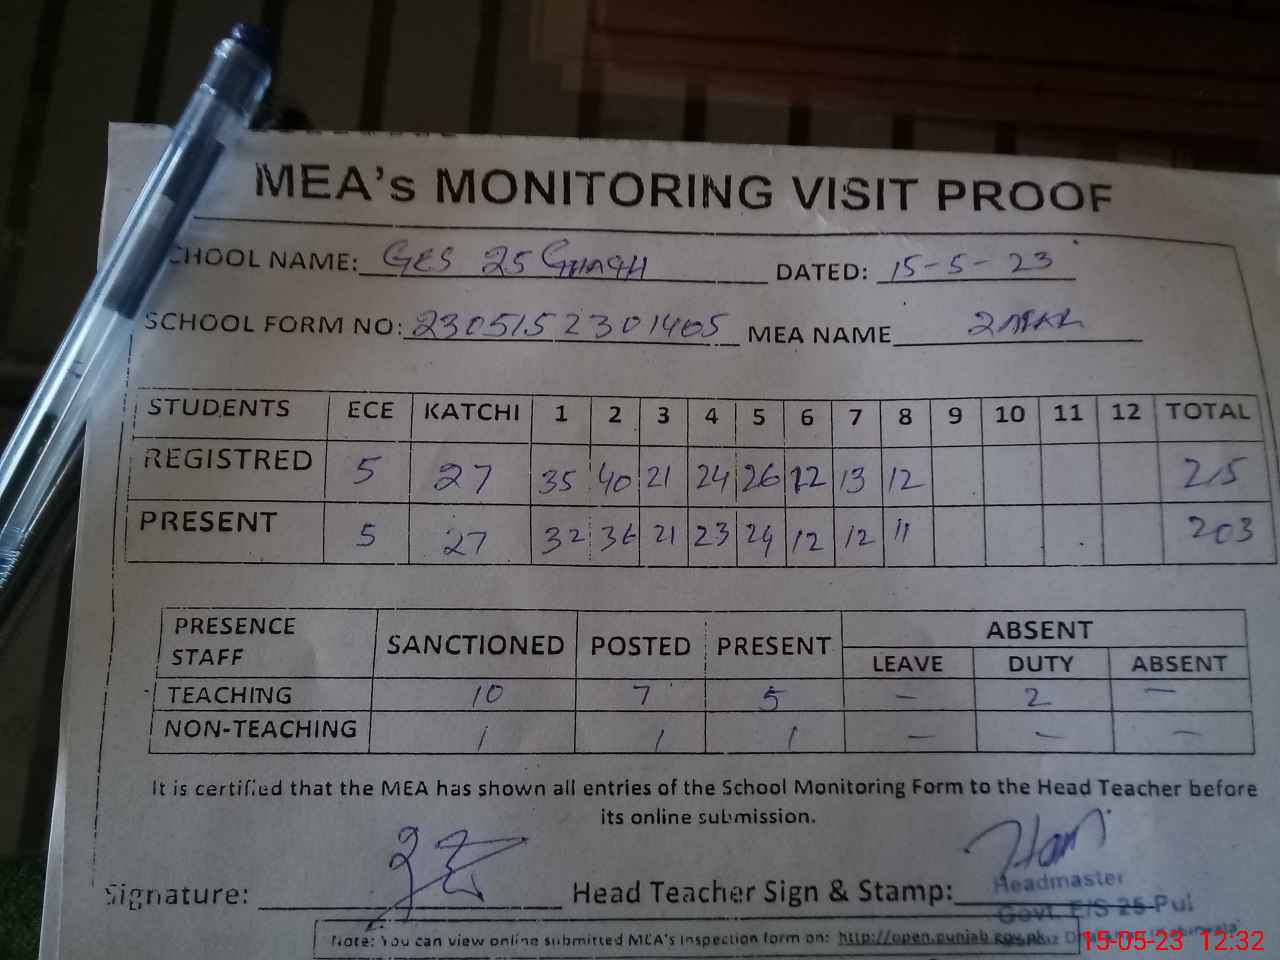 MEA's MONITORING VISIT PROOF
SCHOOL NAME: GES 25 GHAGH DATED: 15-5-23
SCHOOL FORM NO: 2305152301405 MEA NAME
STUDENTS ECE KATCHI 1 2 3 4 5 6 7 8 9 10 11 12 TOTAL
REGISTRED 5 27 35 40 21 24 26 12 13 12 215
PRESENT 5 27 32 36 21 23 24 12 12 11 203
PRESENCE STAFF SANCTIONED POSTED PRESENT ABSENT
LEAVE DUTY ABSENT
TEACHING 10 7 5 - 2 -
NON-TEACHING 1 1 1 - - -
It is certified that the MEA has shown all entries of the School Monitoring Form to the Head Teacher before
its online submission.
Signature: Head Teacher Sign & Stamp:
Headmaster
Govt. E/S 25-Pul
Note: You can view online submitted MEA's inspection form on: http://open.punjab.gov.pk
15-05-23 12:32